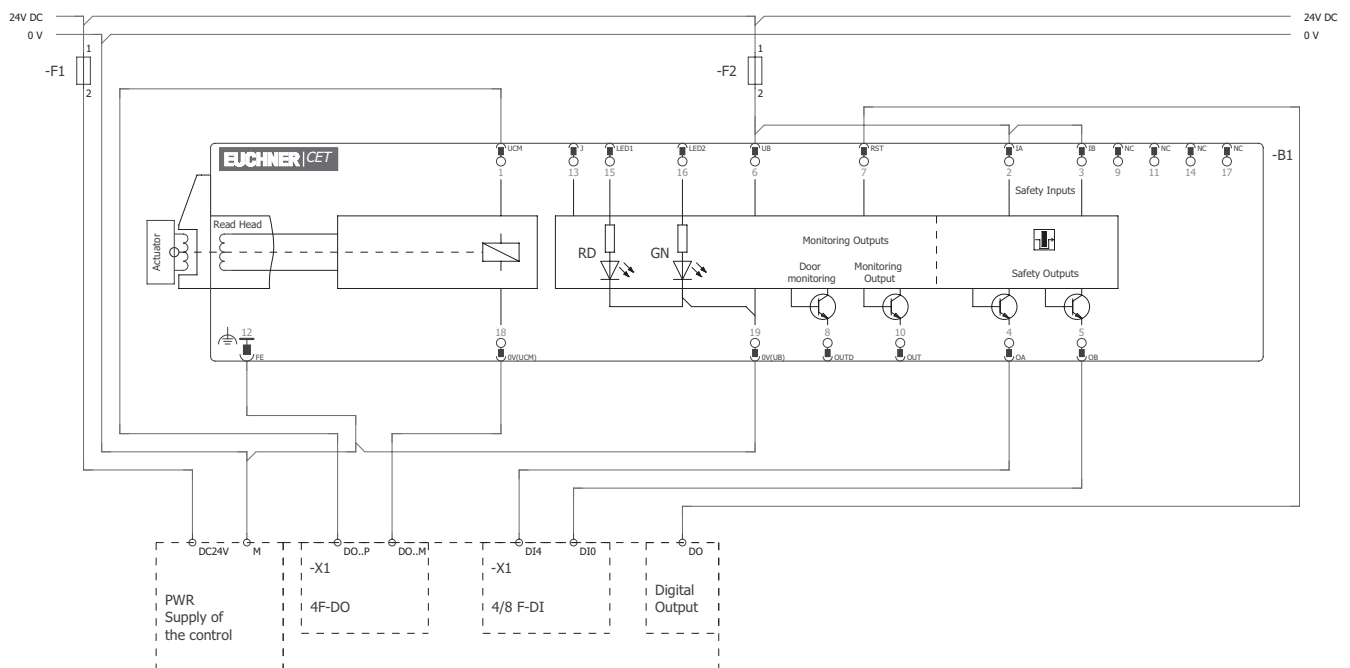 24V DC
24V DC
0 V
0 V
1
1
-F1
-F2
2
2
EUCHNER CET
UCM
J
LED1
LED2
UB
RST
IA
IB
NC
NC
NC
NC
-B1
1
13
15
16
6
7
2
3
9
11
14
17
Safety Inputs
Actuator
Read Head
RD
GN
Monitoring Outputs
Door
monitoring
Monitoring
Output
Safety Outputs
12
18
19
8
10
4
5
FE
0V(UCM)
0V(UB)
OUTD
OUT
OA
OB
DC24V
M
DO..P
DO..M
DI4
DI0
DO
-X1
-X1
PWR
Supply of
the control
4F-DO
4/8 F-DI
Digital
Output